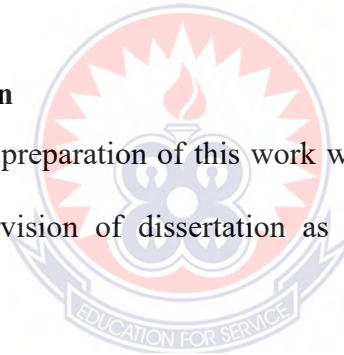 n
preparation of this work w
vision of dissertation as
EDUCATION FOR SERVICE